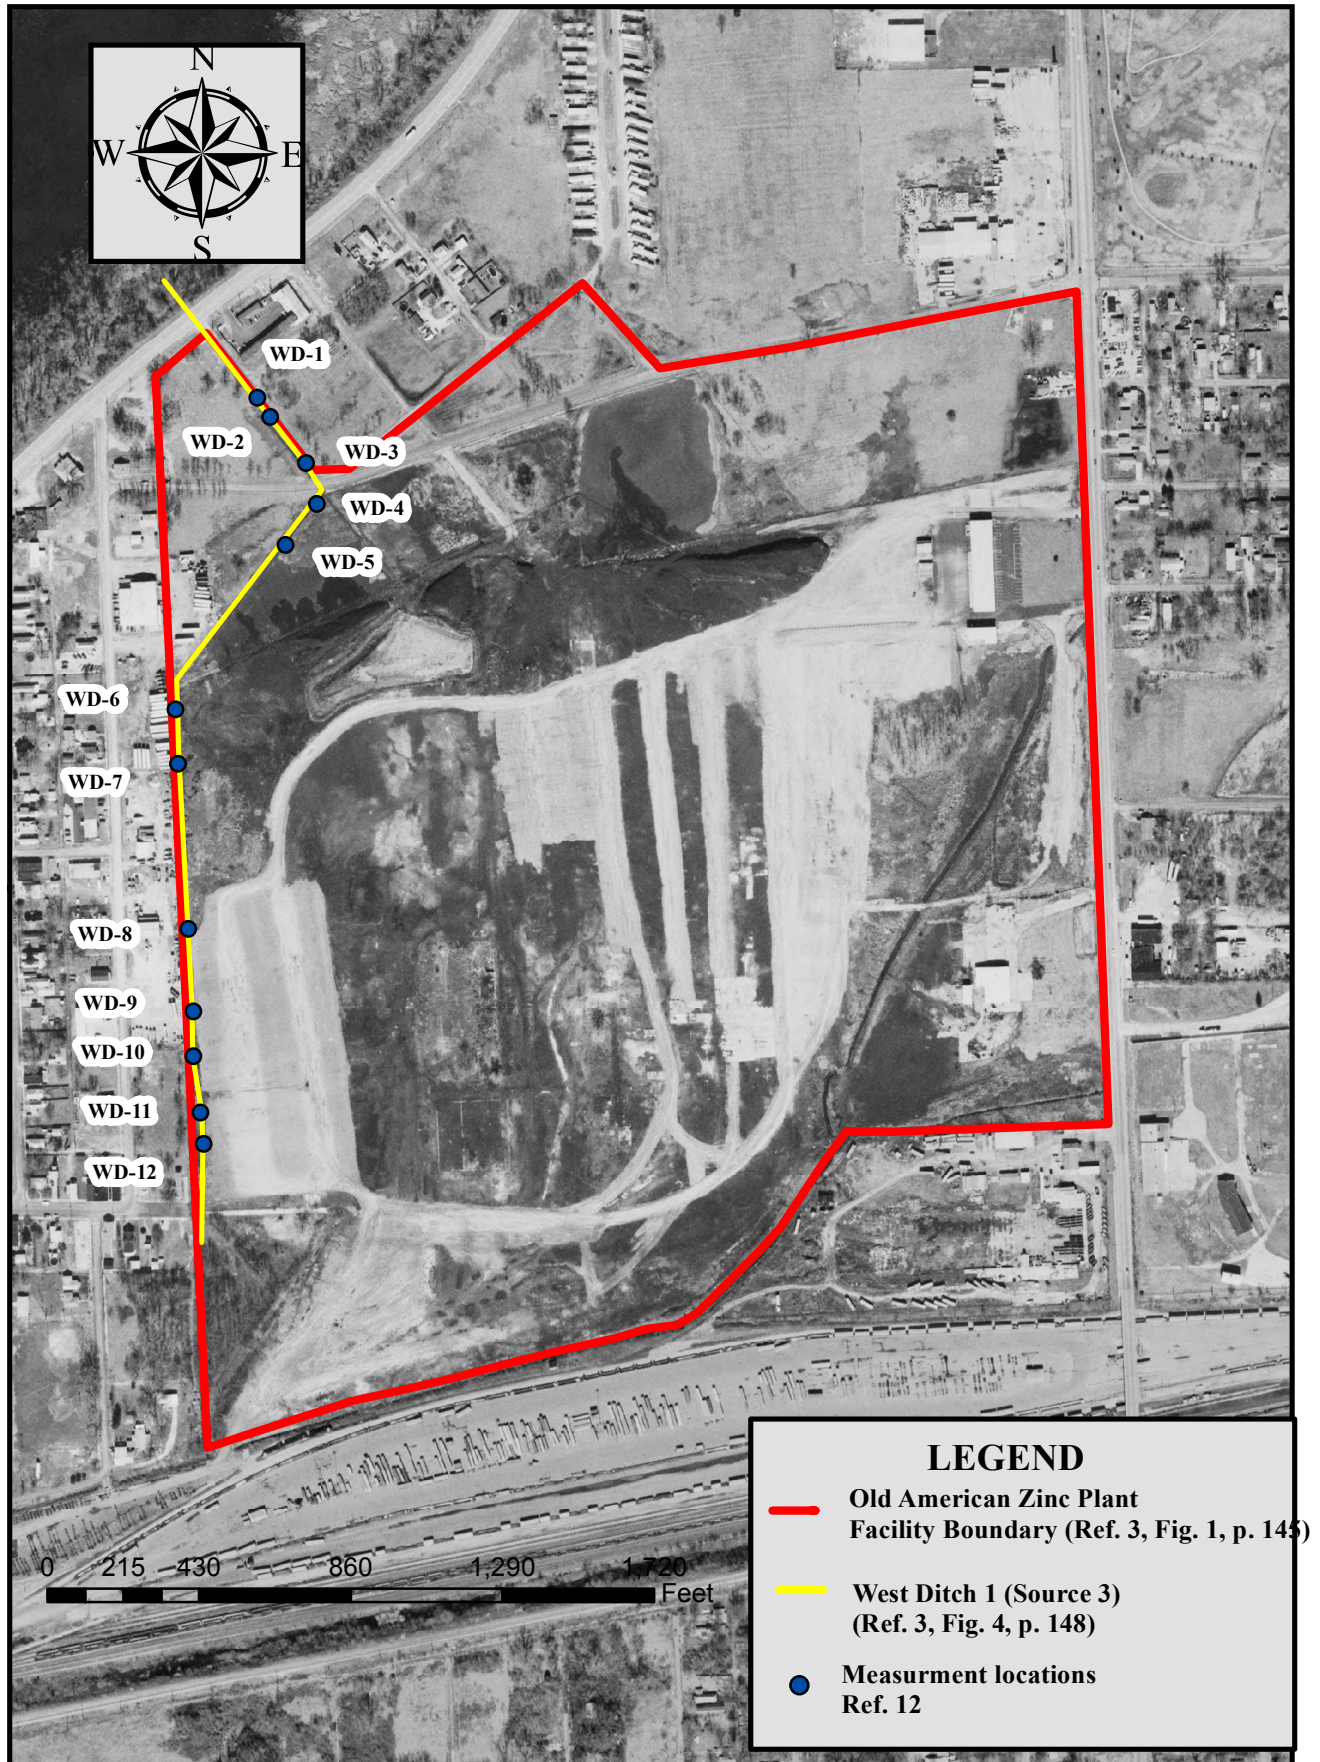 N
W E
S
WD-1
WD-2
WD-3
WD-4
WD-5
WD-6
WD-7
WD-8
WD-9
WD-10
WD-11
WD-12
LEGEND
Old American Zinc Plant
Facility Boundary (Ref. 3, Fig. 1, p. 145)
West Ditch 1 (Source 3)
(Ref. 3, Fig. 4, p. 148)
Measurment locations
Ref. 12
0 215 430 860 1,290 1,720
Feet